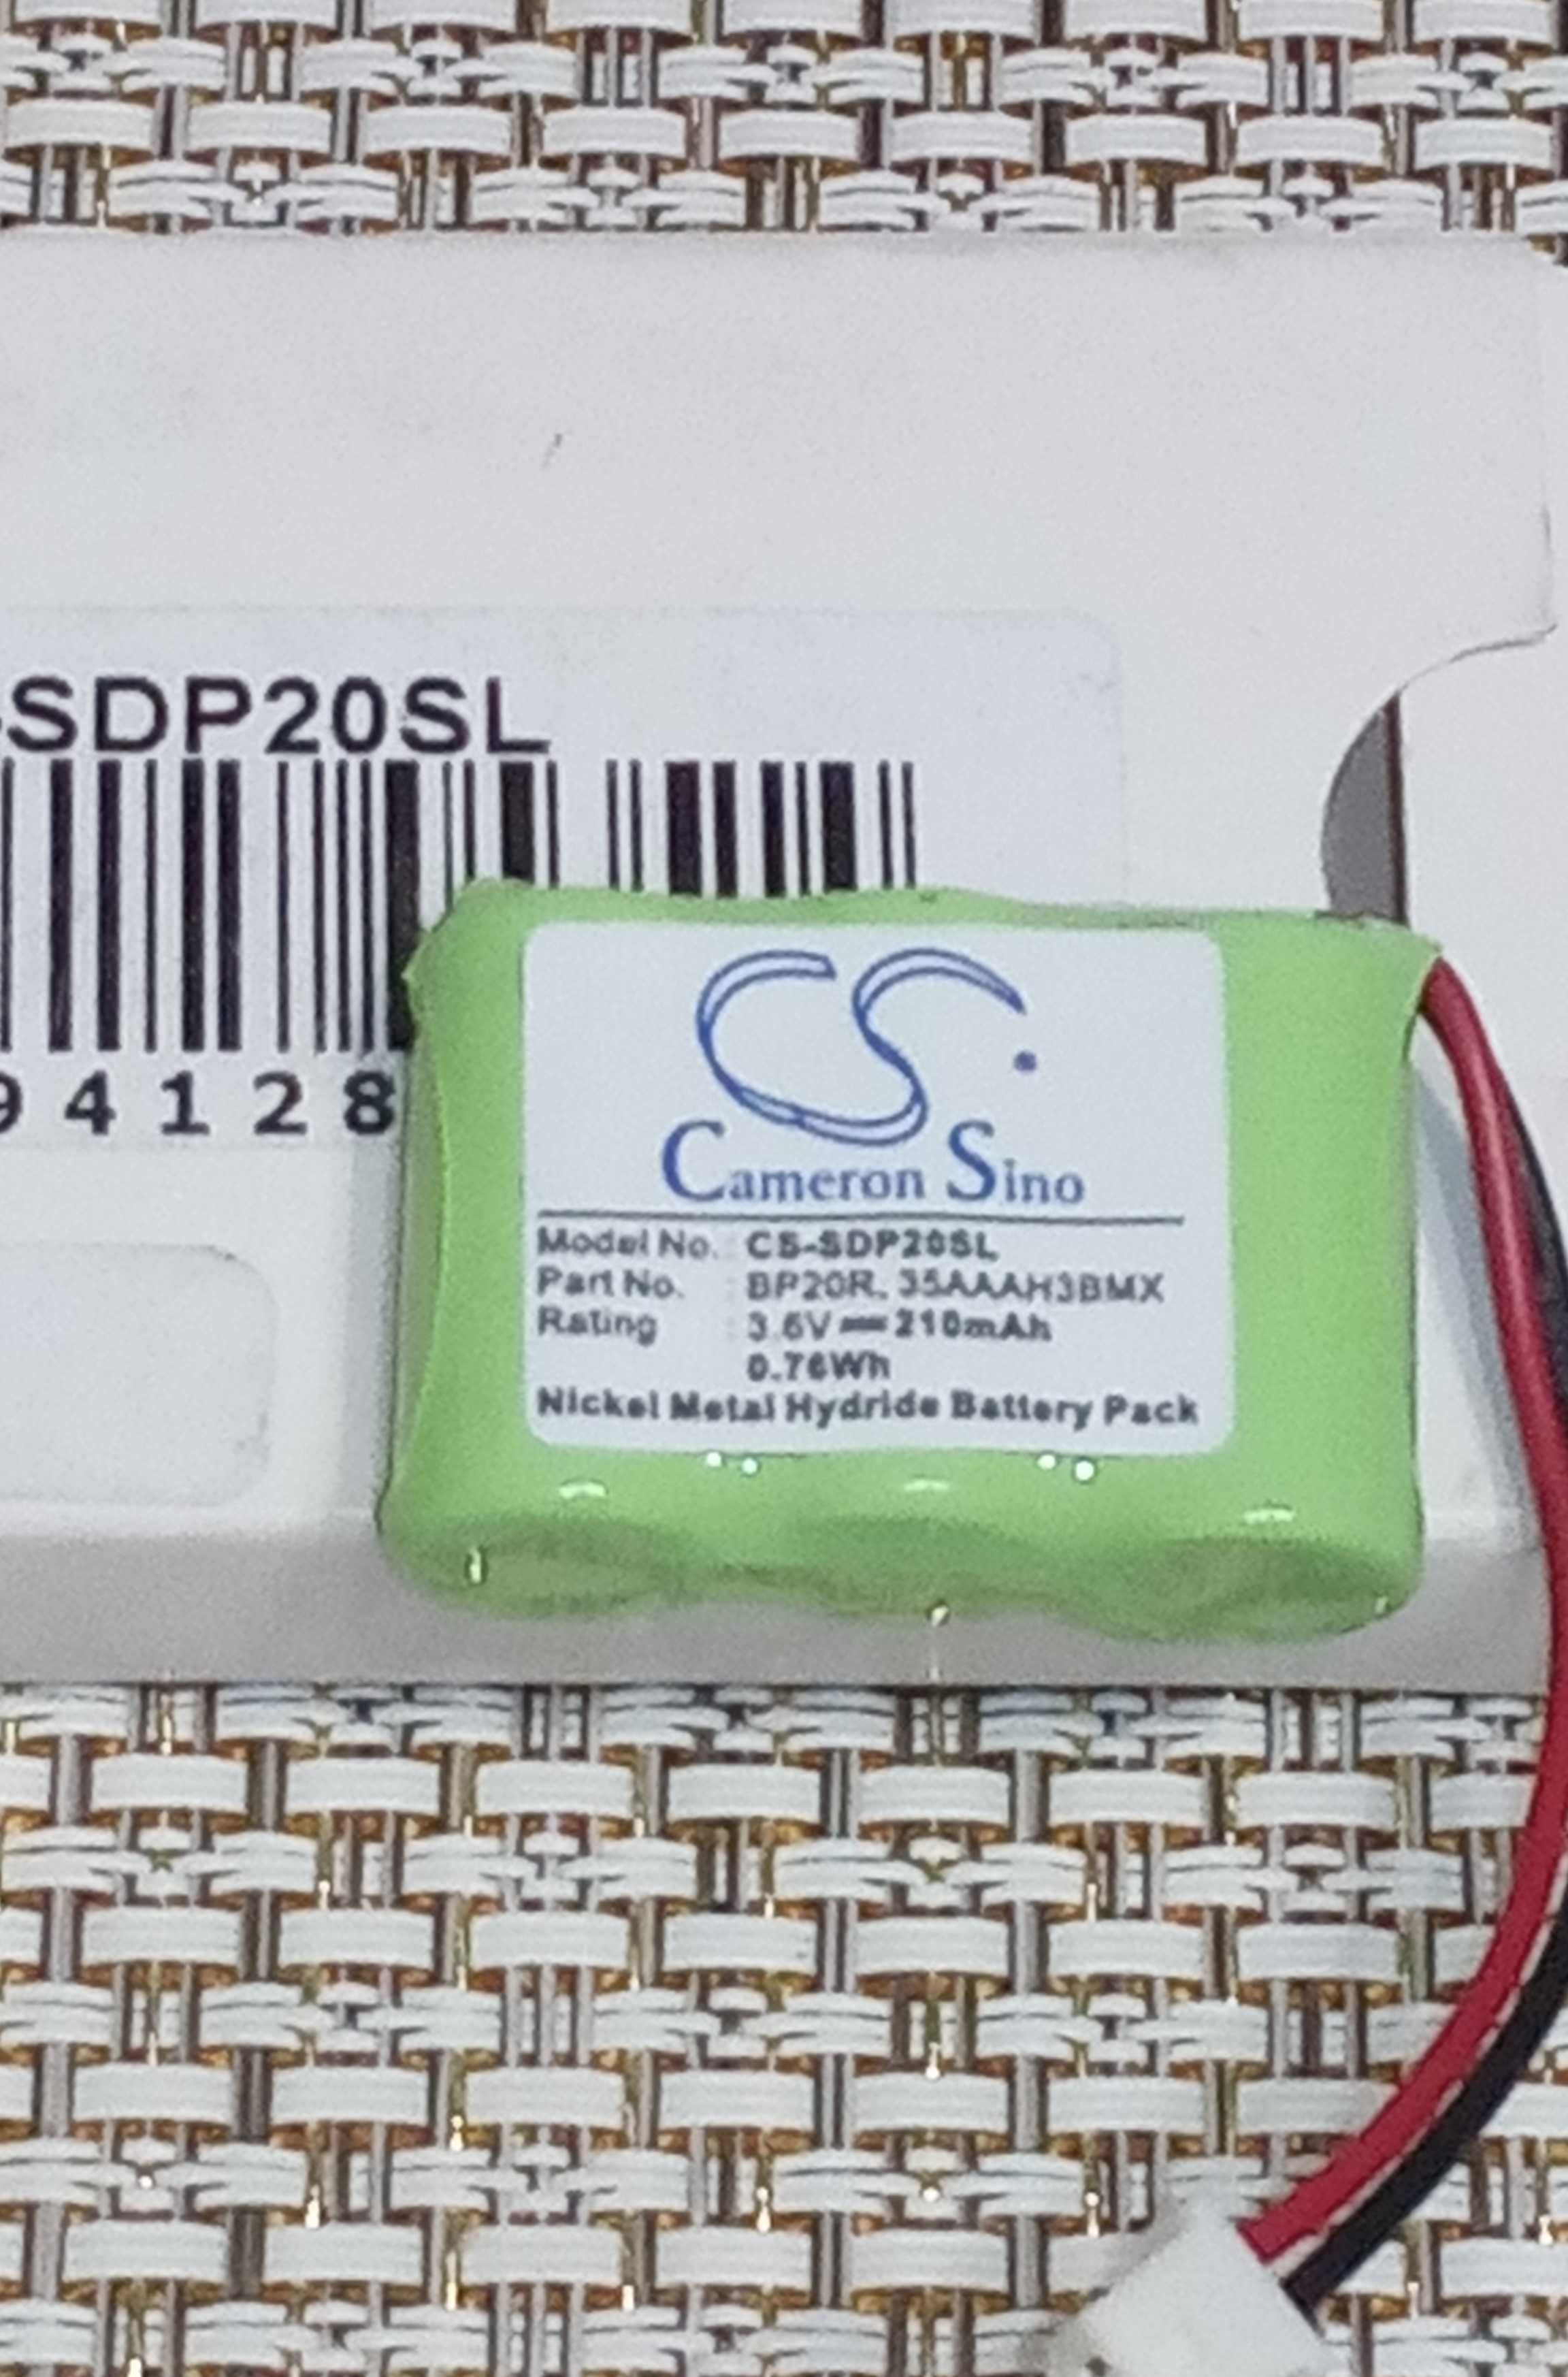 -SDP20SL
94128
CS
Cameron Sino
Model No. : CS-SDP20SL
Part No. : BP20R, 35AAAH3BMX
Rating : 3.6V 210mAh
0.76Wh
Nickel Metal Hydride Battery Pack